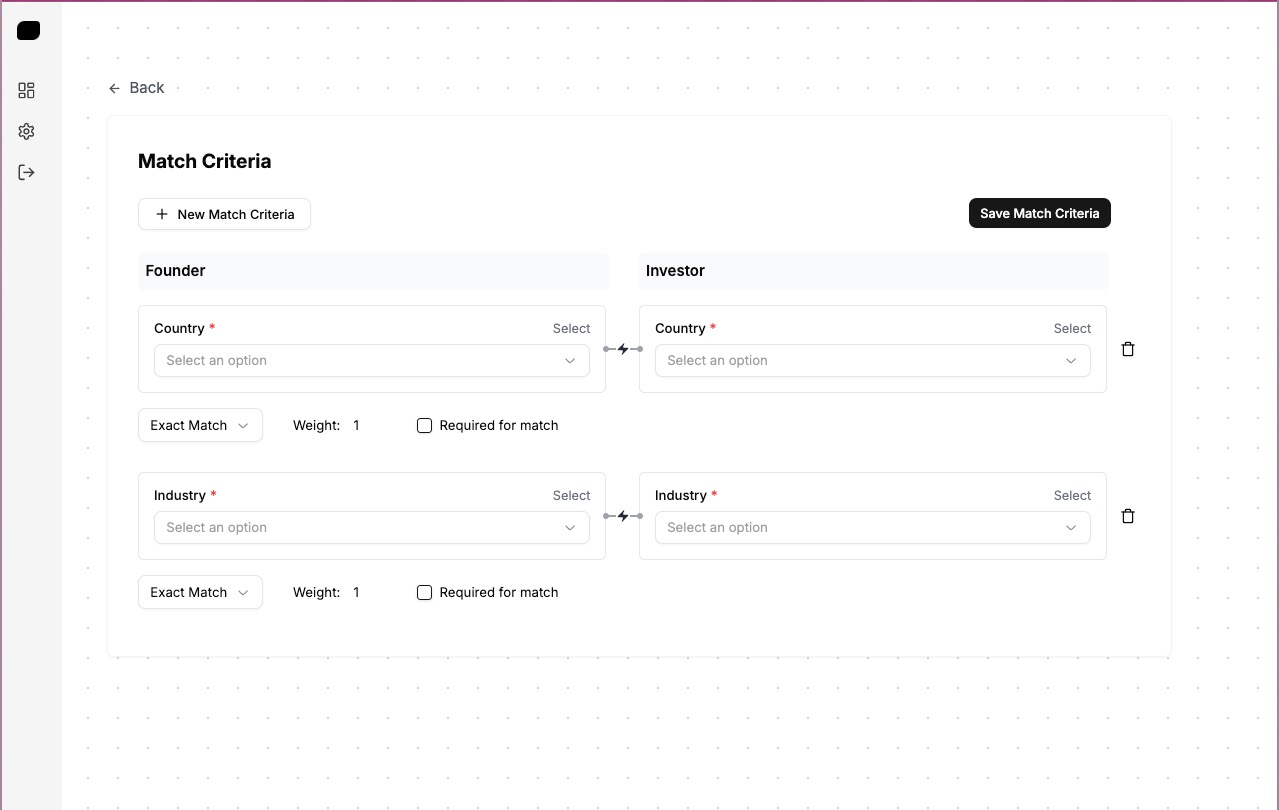 Back
Match Criteria
New Match Criteria
Save Match Criteria
Founder
Investor
Country * Select
Select an option
Country * Select
Select an option
Exact Match Weight: 1 Required for match
Industry * Select
Select an option
Industry * Select
Select an option
Exact Match Weight: 1 Required for match